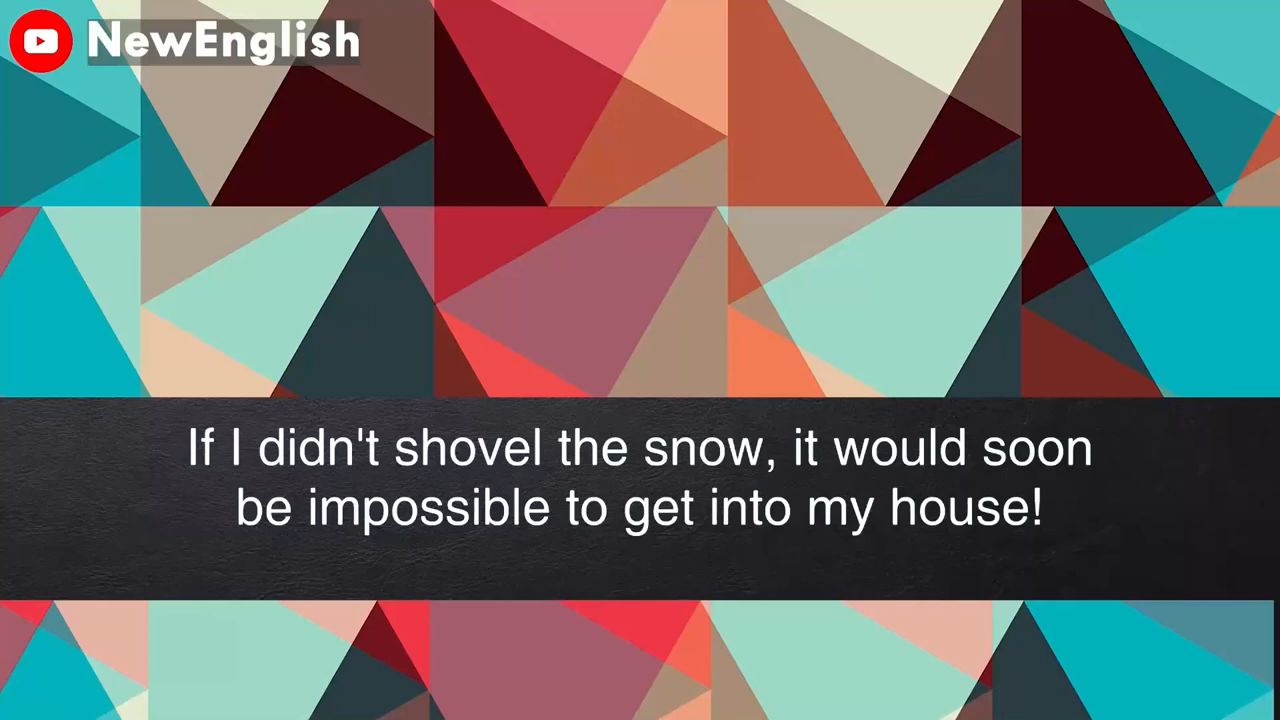 NewEnglish
If I didn't shovel the snow, it would soon
be impossible to get into my house!